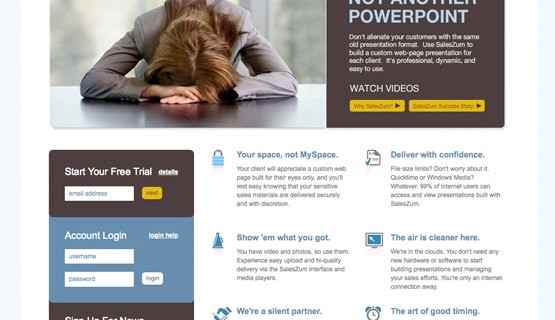 NOT ANOTHER
POWERPOINT
Don't alienate your customers with the same
old presentation format. Use SalesZum to
build a custom web-page presentation for
each client. It's professional, dynamic, and
easy to use.
WATCH VIDEOS
Why SalesZum? SalesZum Success Story
Start Your Free Trial details
email address next
Account Login login help
username
password login
Sign Up For News
Your space, not MySpace.
Your client will appreciate a custom web
page built for their eyes only, and you'll
rest easy knowing that your sensitive
sales materials are delivered securely
and with discretion.
Deliver with confidence.
File size limits? Don't worry about it.
Quicktime or Windows Media?
Whatever. 99% of internet users can
access and view presentations built with
SalesZum.
Show 'em what you got.
You have video and photos, so use them.
Experience easy upload and hi-quality
delivery via the SalesZum interface and
media players.
The air is cleaner here.
We're in the clouds. You don't need any
new hardware or software to start
building presentations and managing
your sales efforts. You're only an internet
connection away.
We're a silent partner.
The art of good timing.